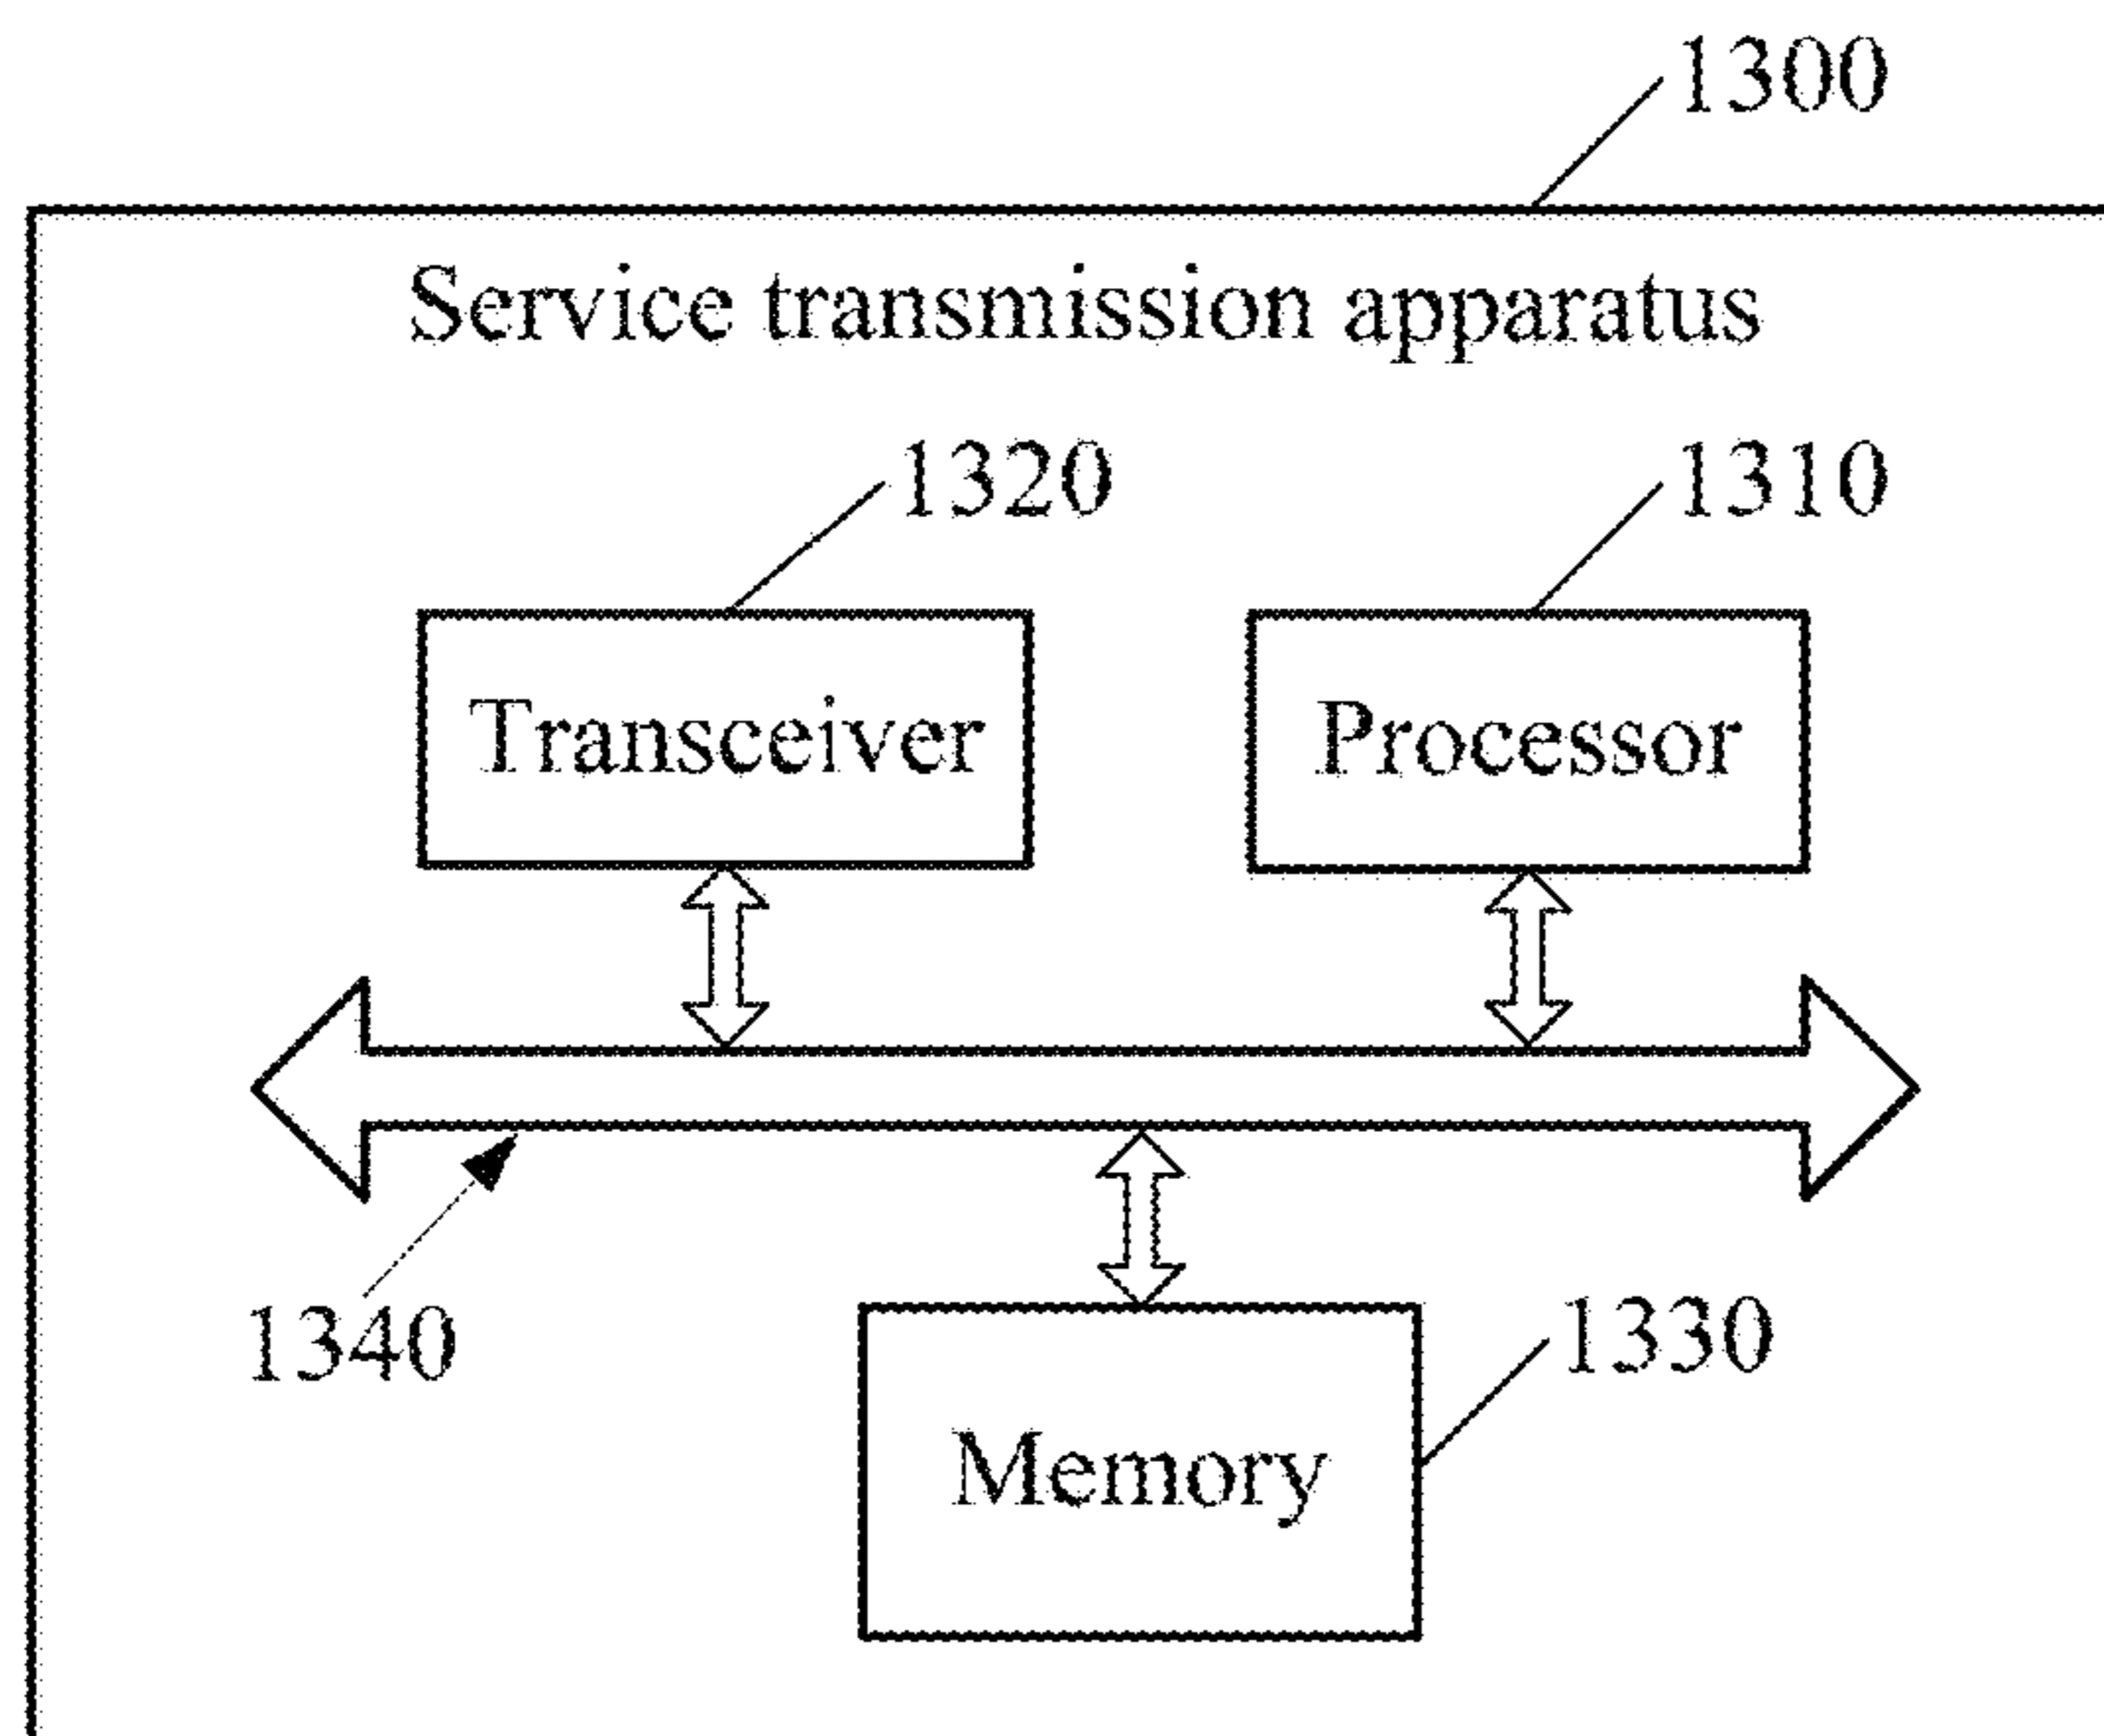 1300
Service transmission apparatus
1320
1310
Transceiver
Processor
1340
1330
Memory